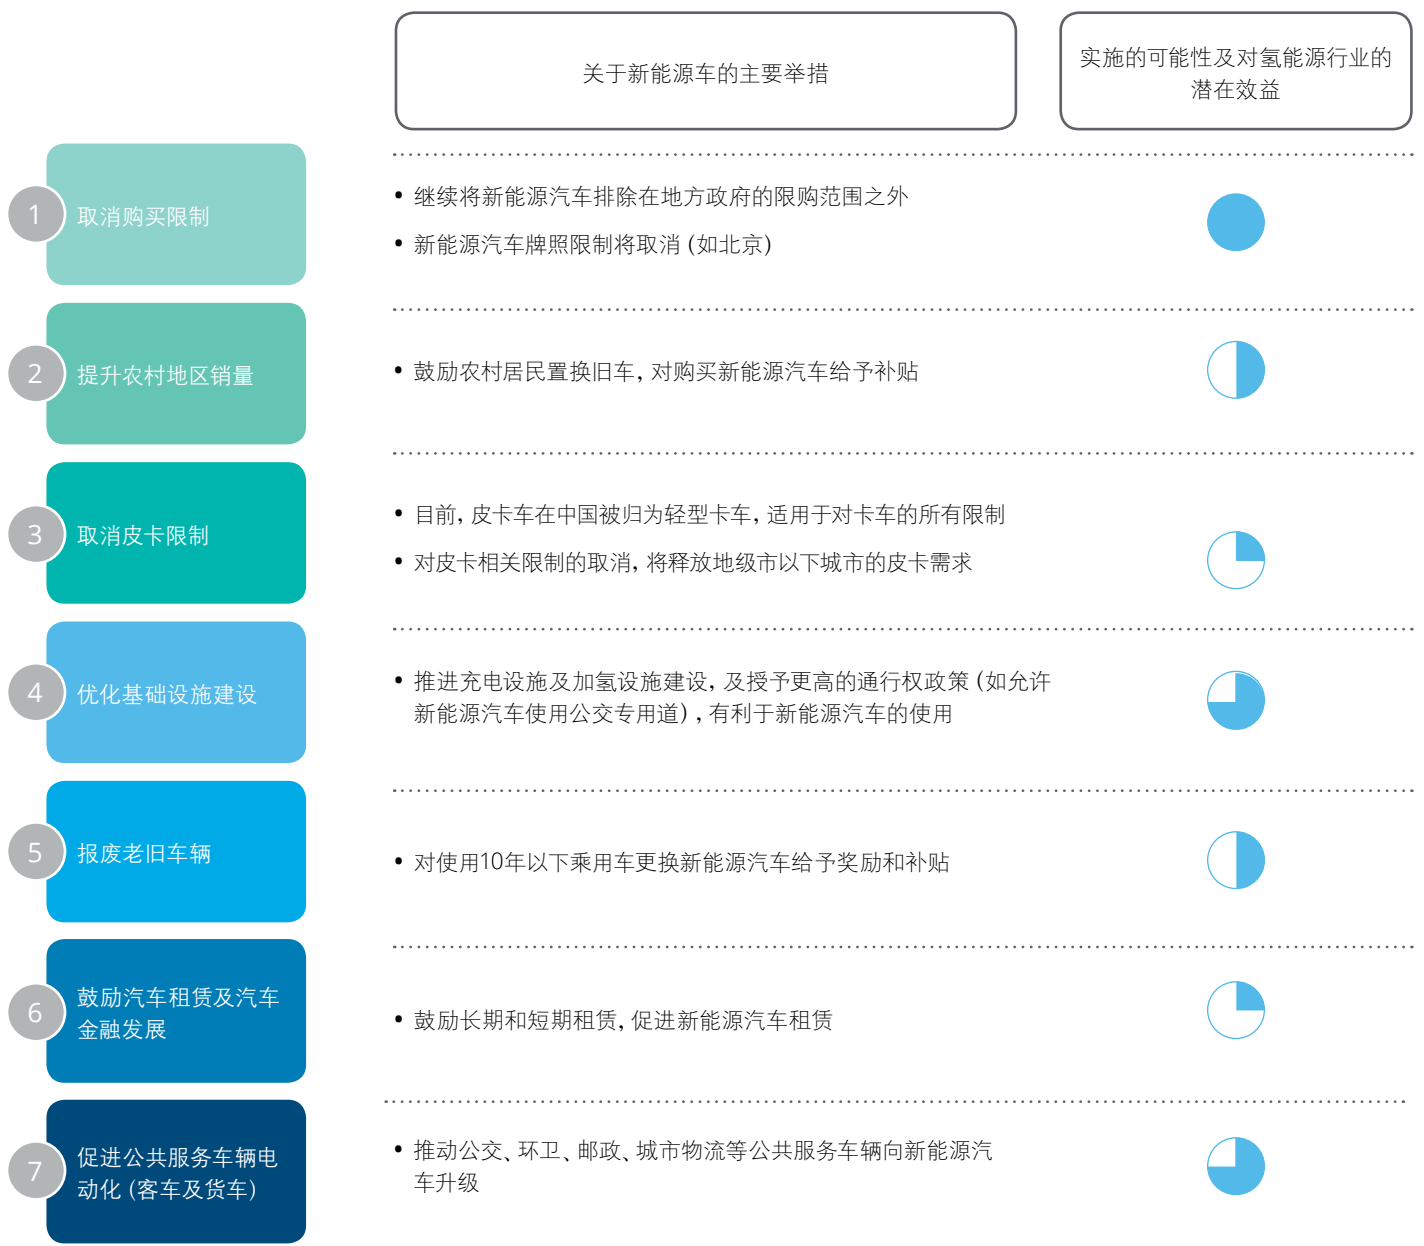 关于新能源车的主要举措
实施的可能性及对氢能源行业的
潜在效益
1
取消购买限制
• 继续将新能源汽车排除在地方政府的限购范围之外
• 新能源汽车牌照限制将取消（如北京）
2
提升农村地区销量
• 鼓励农村居民置换旧车，对购买新能源汽车给予补贴
3
取消皮卡限制
• 目前，皮卡车在中国被归为轻型卡车，适用于对卡车的所有限制
• 对皮卡相关限制的取消，将释放地级市以下城市的皮卡需求
4
优化基础设施建设
• 推进充电设施及加氢设施建设，及授予更高的通行权政策（如允许
新能源汽车使用公交专用道），有利于新能源汽车的使用
5
报废老旧车辆
• 对使用10年以下乘用车更换新能源汽车给予奖励和补贴
6
鼓励汽车租赁及汽车
金融发展
• 鼓励长期和短期租赁，促进新能源汽车租赁
7
促进公共服务车辆电
动化（客车及货车）
• 推动公交、环卫、邮政、城市物流等公共服务车辆向新能源汽
车升级